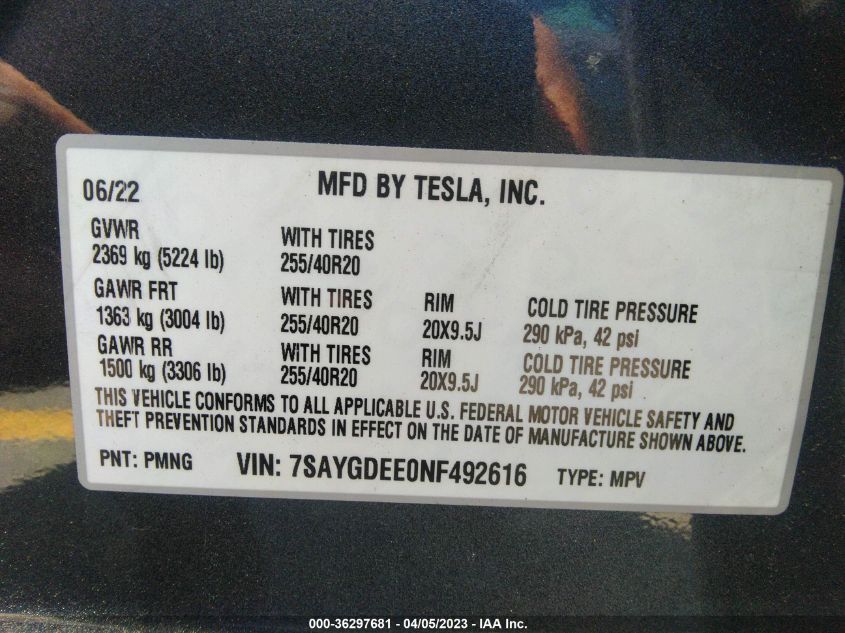 06/22 MFD BY TESLA, INC.
GVWR WITH TIRES
2369 kg (5224 lb) 255/40R20
GAWR FRT WITH TIRES RIM COLD TIRE PRESSURE
1363 kg (3004 lb) 255/40R20 20X9.5J 290 kPa, 42 psi
GAWR RR WITH TIRES RIM COLD TIRE PRESSURE
1500 kg (3306 lb) 255/40R20 20X9.5J 290 kPa, 42 psi
THIS VEHICLE CONFORMS TO ALL APPLICABLE U.S. FEDERAL MOTOR VEHICLE SAFETY AND
THEFT PREVENTION STANDARDS IN EFFECT ON THE DATE OF MANUFACTURE SHOWN ABOVE.
PNT: PMNG VIN: 7SAYGDEE0NF492616 TYPE: MPV
000-36297681 - 04/05/2023 - IAA Inc.